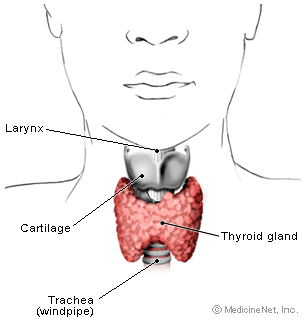 Larynx
Cartilage
Thyroid gland
Trachea
(windpipe)
© MedicineNet, Inc.